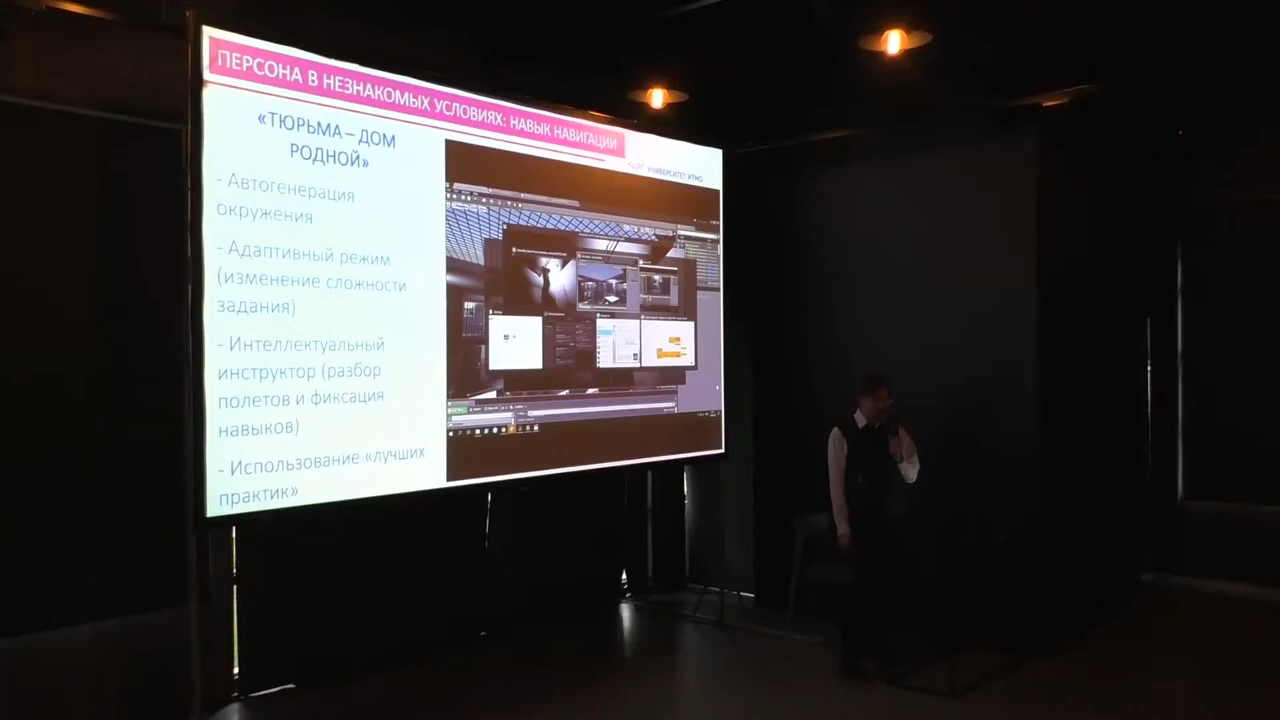 ПЕРСОНА В НЕЗНАКОМЫХ УСЛОВИЯХ: НАВЫК НАВИГАЦИИ
УНИВЕРСИТЕТ ИТМО
«ТЮРЬМА – ДОМ
РОДНОЙ»
- Автогенерация
окружения
- Адаптивный режим
(изменение сложности
задания)
- Интеллектуальный
инструктор (разбор
полетов и фиксация
навыков)
- Использование «лучших
практик»